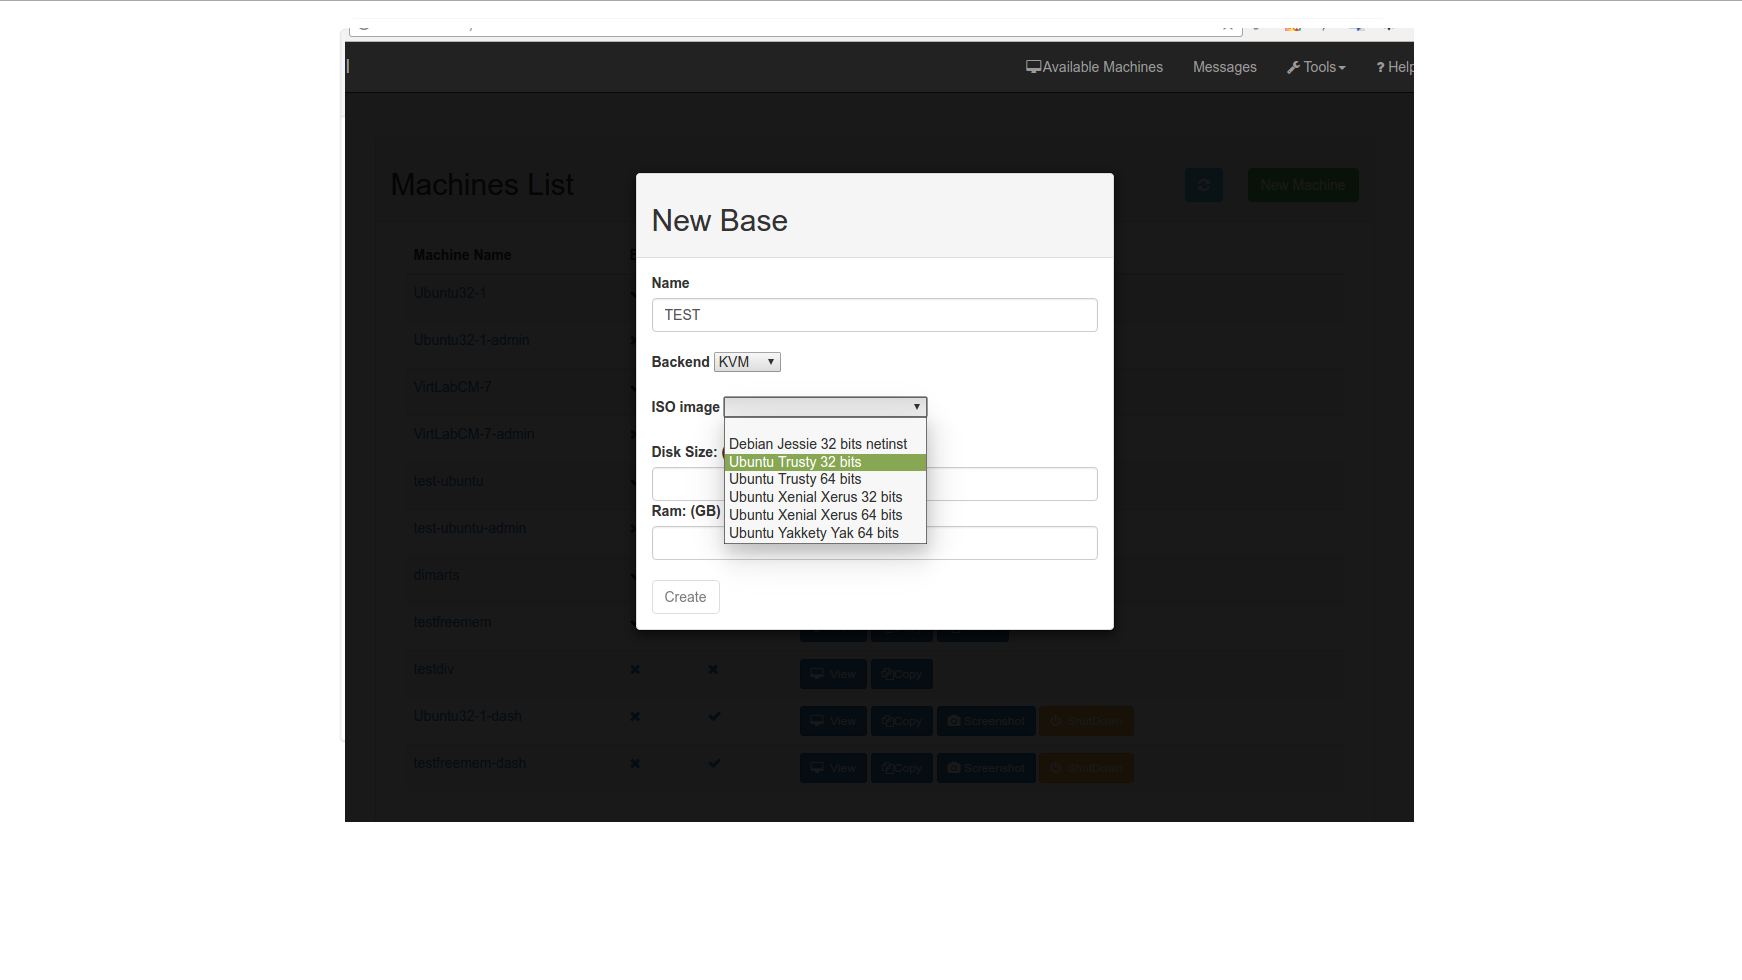 Available Machines Messages Tools ? Help
Machines List
New Machine
New Base
Machine Name
Name
Ubuntu32-1
TEST
Ubuntu32-1-admin
Backend KVM
VirtLabCM-7
ISO image
VirtLabCM-7-admin
Debian Jessie 32 bits netinst
Disk Size:
Ubuntu Trusty 32 bits
test-ubuntu
Ubuntu Trusty 64 bits
Ubuntu Xenial Xerus 32 bits
Ram: (GB)
Ubuntu Xenial Xerus 64 bits
test-ubuntu-admin
Ubuntu Yakkety Yak 64 bits
dimarts
Create
testfreemem
testdiv View Copy
Ubuntu32-1-dash View Copy Screenshot ShutDown
testfreemem-dash View Copy Screenshot ShutDown